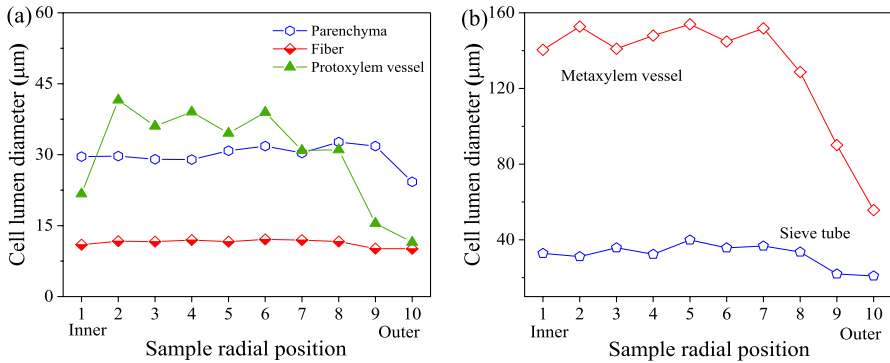 (a)
Cell lumen diameter (μm)
60
45
30
15
0
Parenchyma
Fiber
Protoxylem vessel
1 2 3 4 5 6 7 8 9 10
Inner Outer
Sample radial position
(b)
Cell lumen diameter (μm)
160
120
80
40
Metaxylem vessel
Sieve tube
1 2 3 4 5 6 7 8 9 10
Inner Outer
Sample radial position